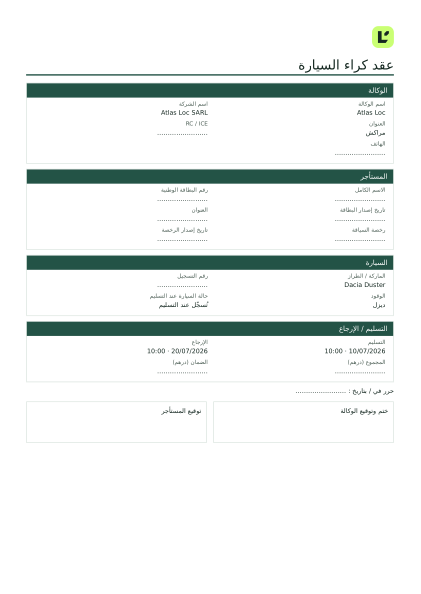 عقد كراء السيارة
الوكالة
اسم الوكالة
Atlas Loc
اسم الشركة
Atlas Loc SARL
العنوان
مراكش
RC / ICE
........................
الهاتف
........................
المستأجر
الاسم الكامل
........................
رقم البطاقة الوطنية
........................
تاريخ إصدار البطاقة
........................
العنوان
........................
رخصة السياقة
........................
تاريخ إصدار الرخصة
........................
السيارة
الماركة / الطراز
Dacia Duster
رقم التسجيل
........................
الوقود
ديزل
حالة السيارة عند التسليم
تُسجَّل عند التسليم
التسليم / الإرجاع
التسليم
10/07/2026 · 10:00
الإرجاع
20/07/2026 · 10:00
المجموع (درهم)
........................
الضمان (درهم)
........................
حرر في / بتاريخ : ........................
ختم وتوقيع الوكالة
توقيع المستأجر